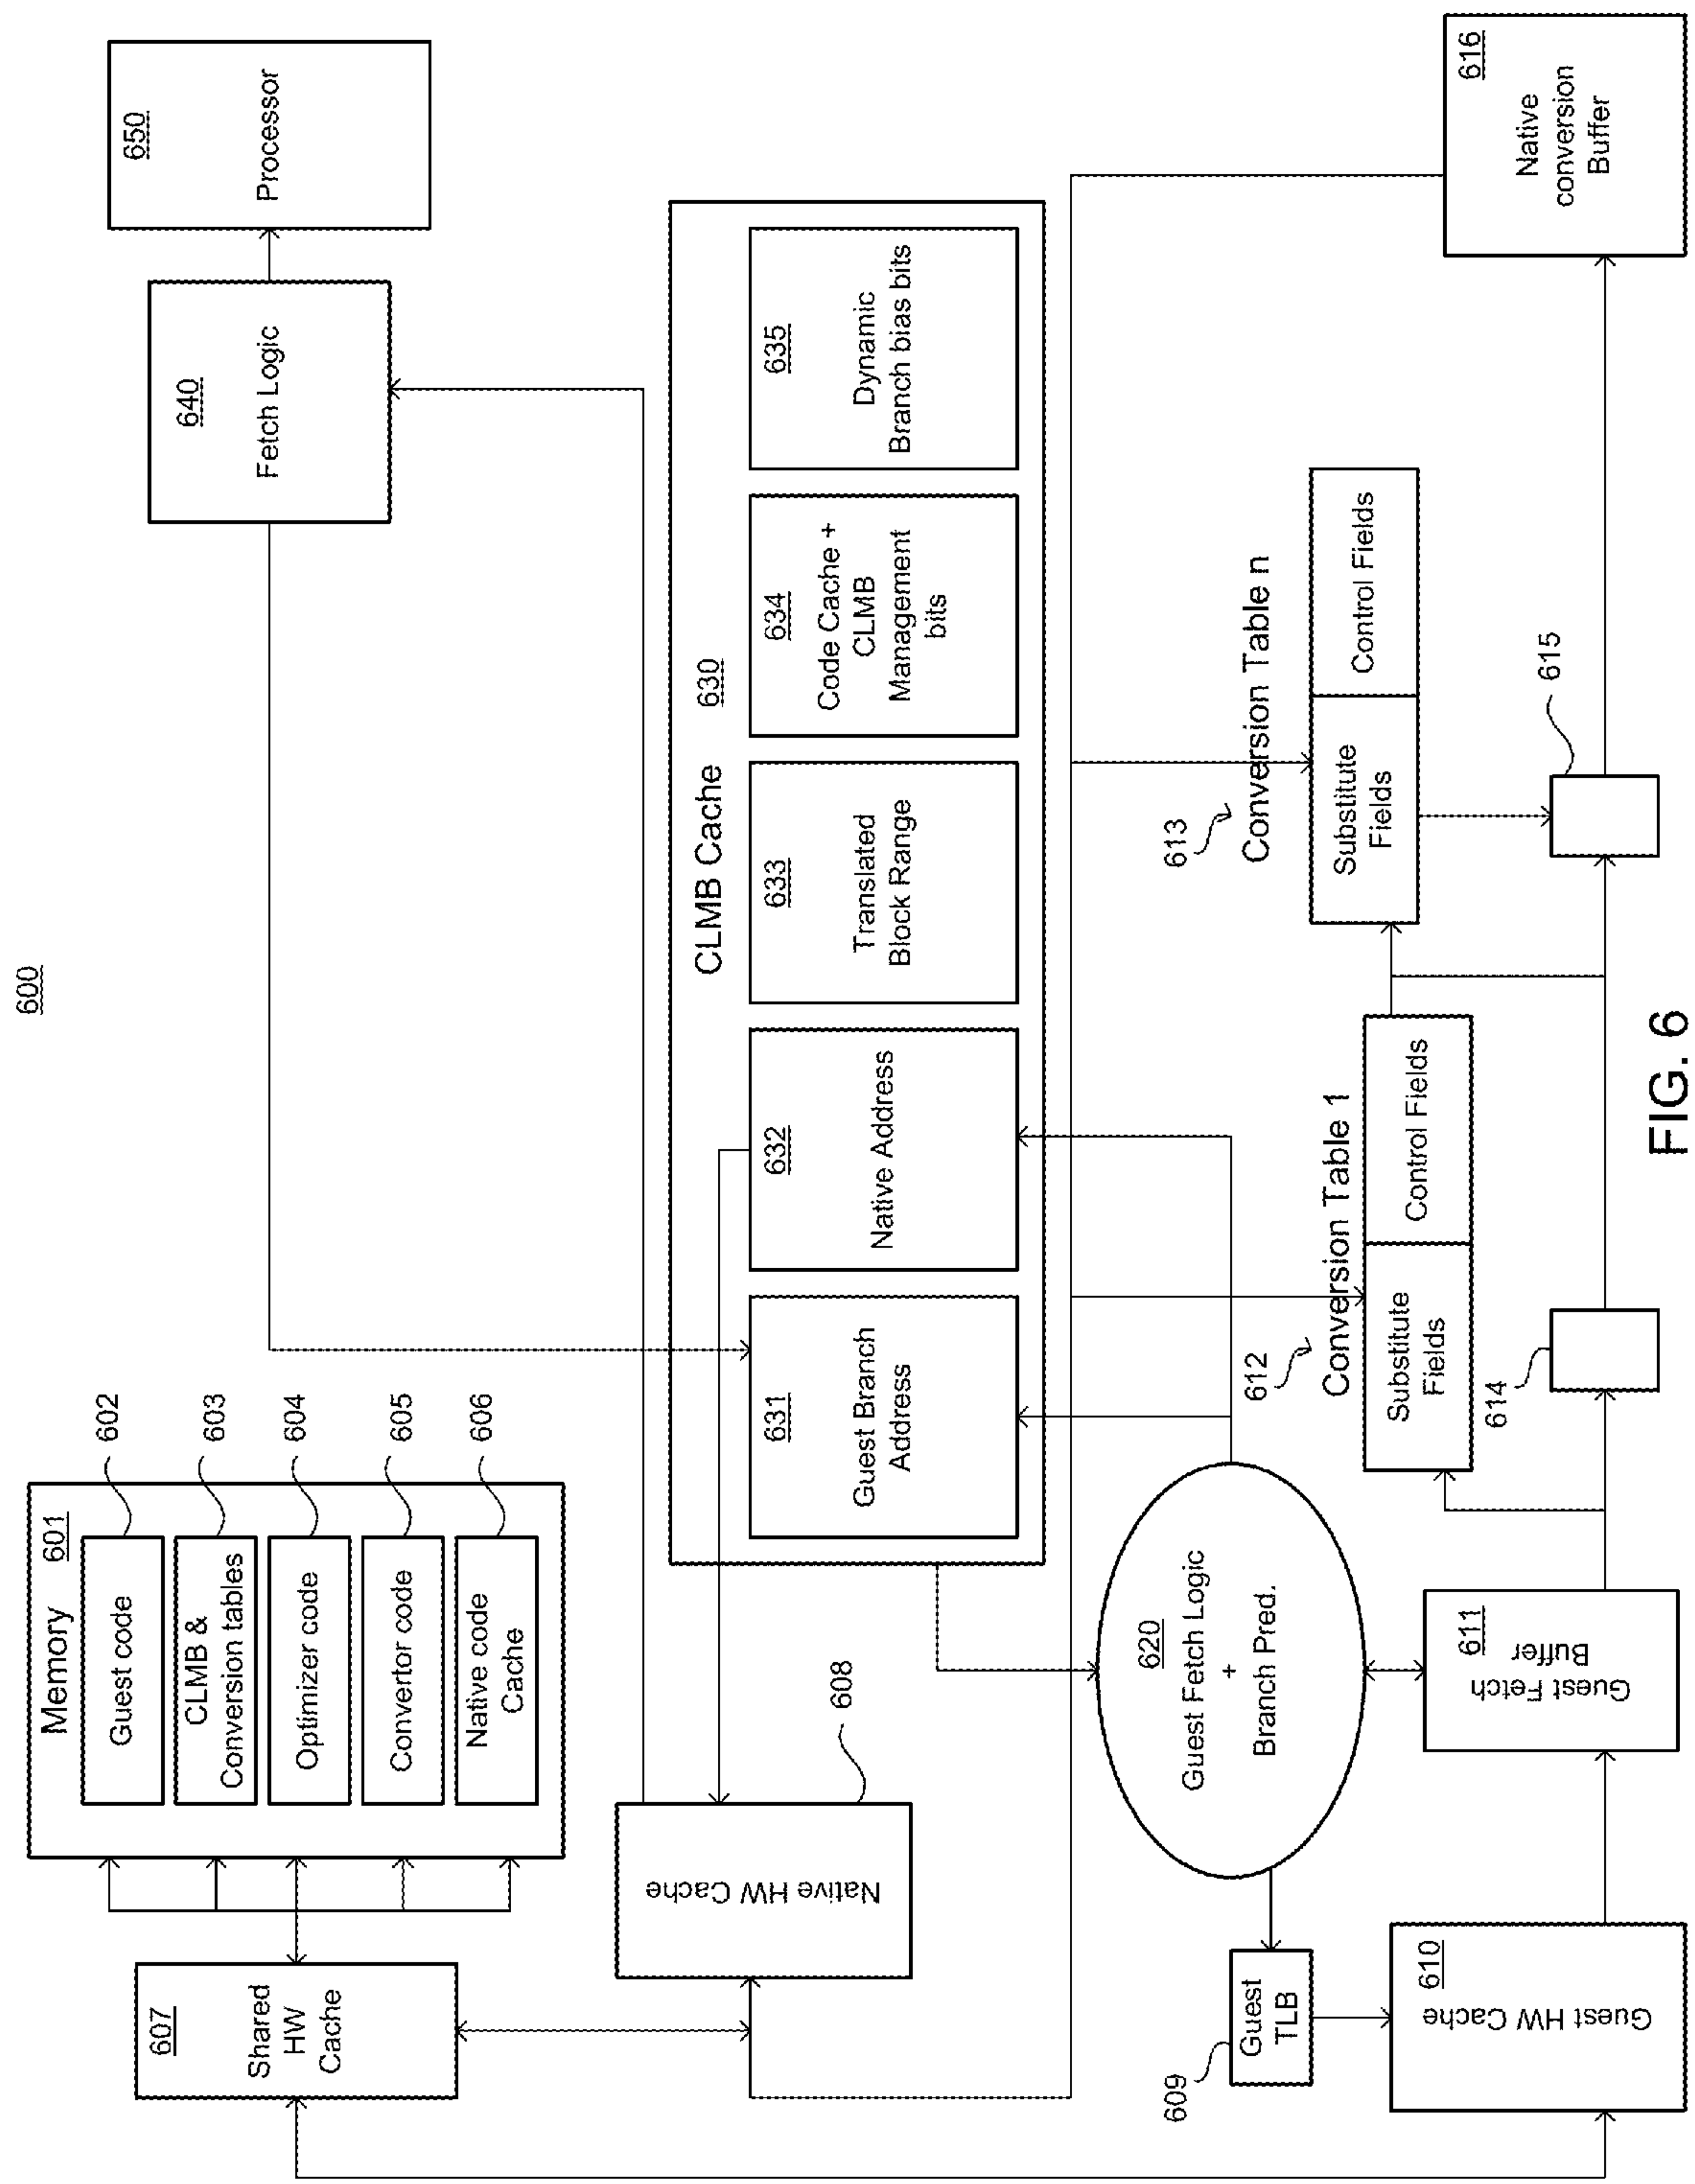 600
Memory
601
Guest code
602
CLMB &
Conversion tables
603
Optimizer code
604
Convertor code
605
Native code
Cache
606
607
Shared
HW
Cache
650
Processor
640
Fetch Logic
608
Native HW Cache
CLMB Cache
630
631
Guest Branch
Address
632
Native Address
633
Translated
Block Range
634
Code Cache +
CLMB
Management
bits
635
Dynamic
Branch bias bits
620
Guest Fetch Logic
+
Branch Pred.
609
Guest
TLB
610
Guest HW Cache
611
Guest Fetch
Buffer
612
Conversion Table 1
Substitute
Fields
Control Fields
614
613
Conversion Table n
Substitute
Fields
Control Fields
615
616
Native
conversion
Buffer
FIG. 6